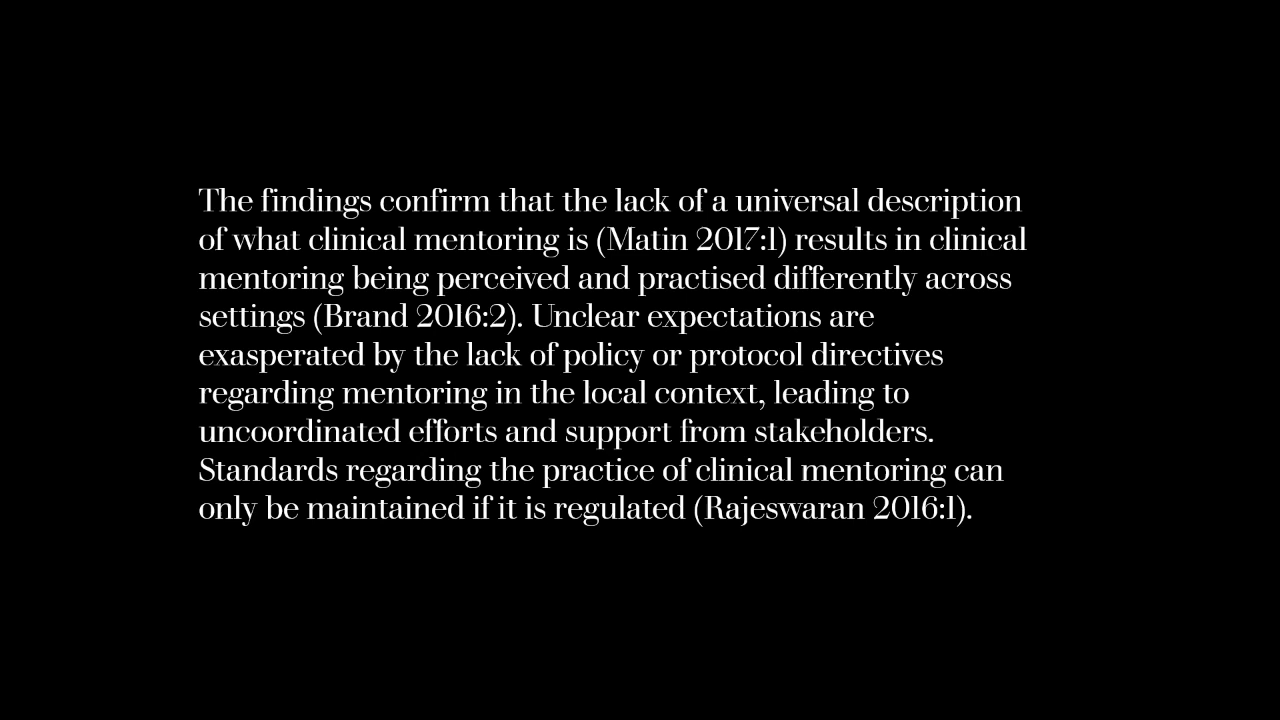 The findings confirm that the lack of a universal description
of what clinical mentoring is (Matin 2017:1) results in clinical
mentoring being perceived and practised differently across
settings (Brand 2016:2). Unclear expectations are
exasperated by the lack of policy or protocol directives
regarding mentoring in the local context, leading to
uncoordinated efforts and support from stakeholders.
Standards regarding the practice of clinical mentoring can
only be maintained if it is regulated (Rajeswaran 2016:1).